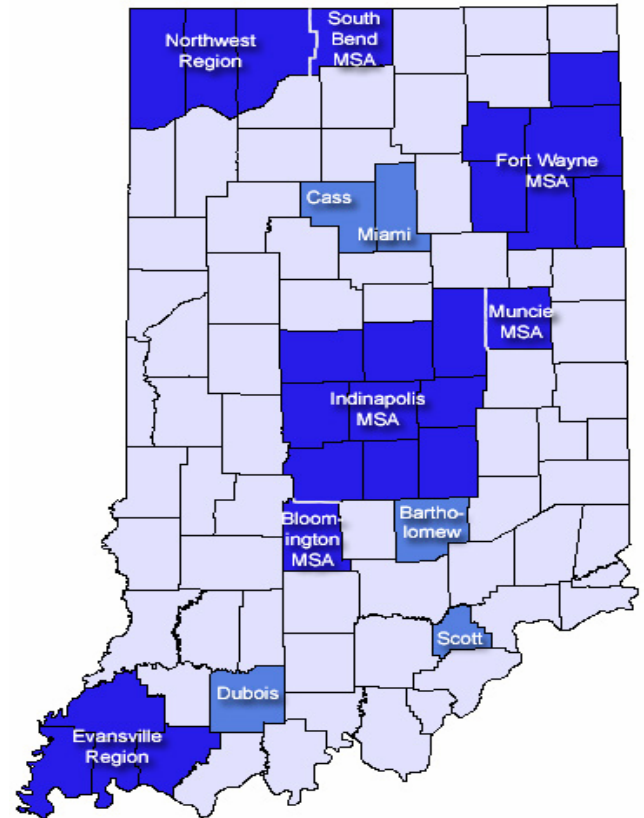 Northwest
Region
South
Bend
MSA
Fort Wayne
MSA
Cass
Miami
Muncie
MSA
Indinapolis
MSA
Bloom-
ington
MSA
Bartho-
lomew
Scott
Dubois
Evansville
Region